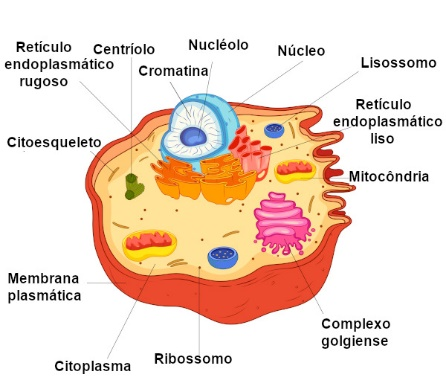 Retículo
endoplasmático
rugoso
Centríolo
Nucléolo
Cromatina
Núcleo
Lisossomo
Retículo
endoplasmático
liso
Citoesqueleto
Mitocôndria
Membrana
plasmática
Complexo
golgiense
Citoplasma
Ribossomo